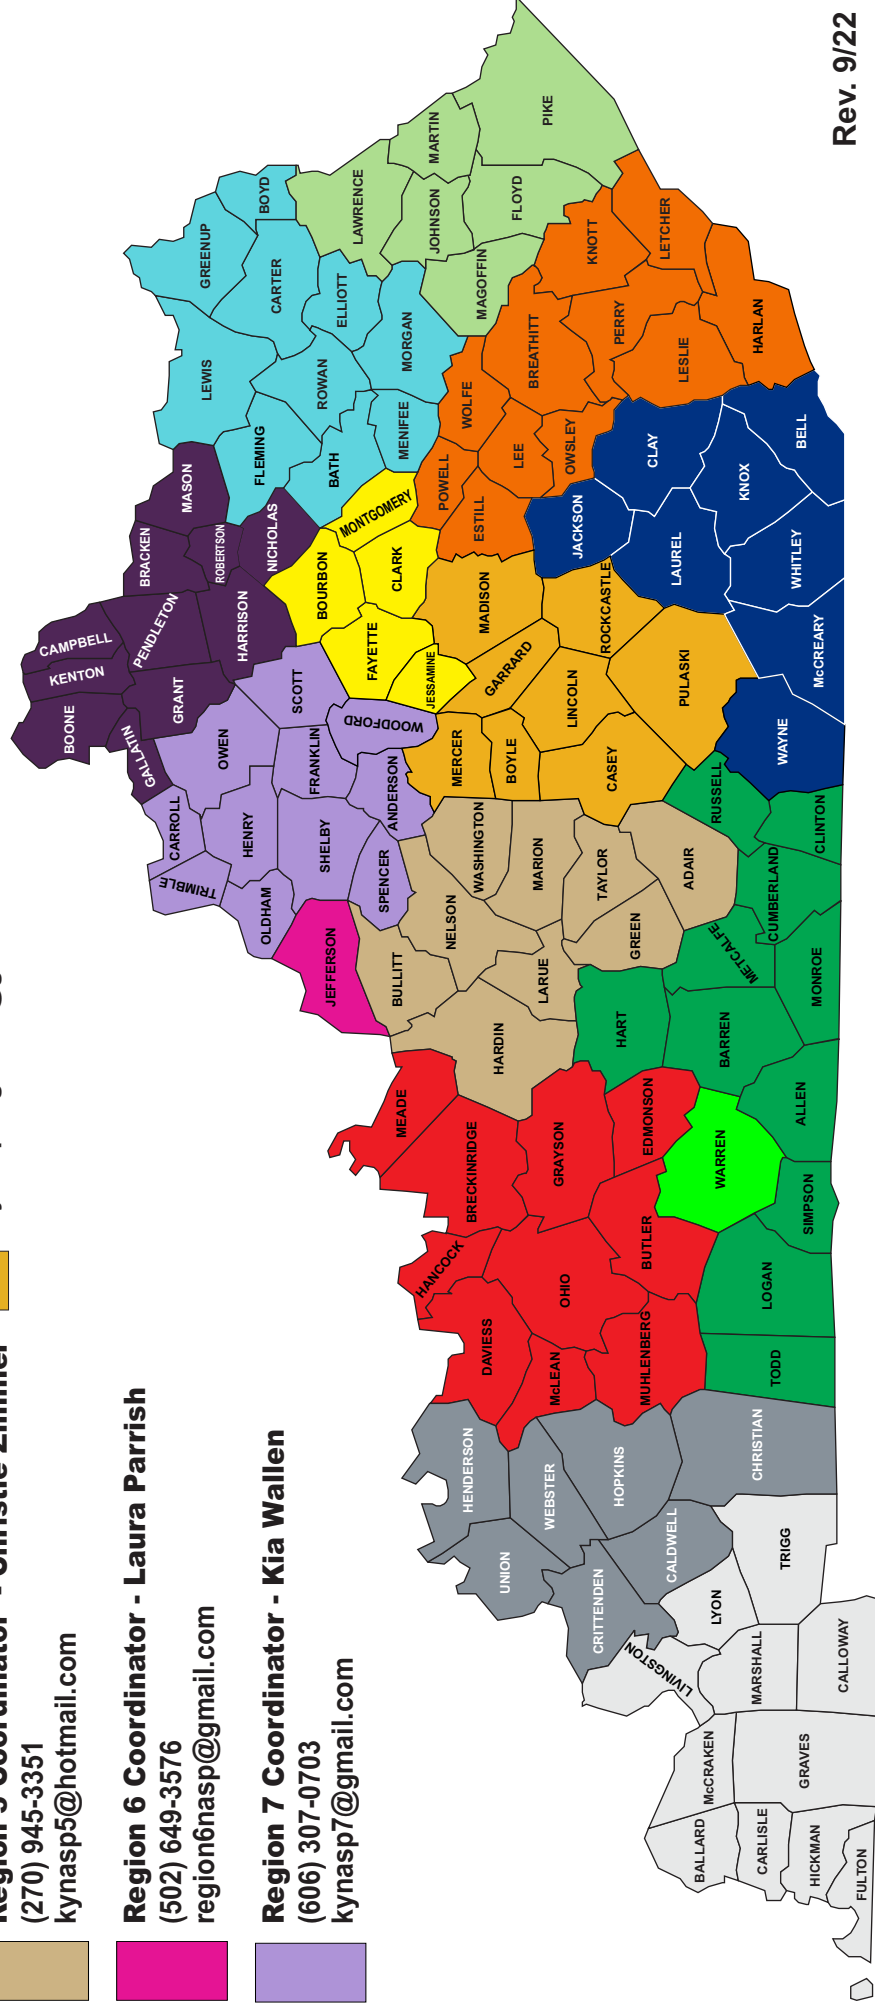 Region 5 Coordinator - Christie Zimmer
(270) 945-3351
kynasp5@hotmail.com
Region 6 Coordinator - Laura Parrish
(502) 649-3576
region6nasp@gmail.com
Region 7 Coordinator - Kia Wallen
(606) 307-0703
kynasp7@gmail.com
BOONE
KENTON
CAMPBELL
GALLATIN
GRANT
PENDLETON
BRACKEN
MASON
ROBERTSON
HARRISON
NICHOLAS
LEWIS
GREENUP
BOYD
CARTER
FLEMING
ROWAN
ELLIOTT
BATH
MENIFEE
MORGAN
LAWRENCE
MARTIN
JOHNSON
MAGOFFIN
FLOYD
PIKE
CARROLL
TRIMBLE
OWEN
HENRY
OLDHAM
SCOTT
FRANKLIN
SHELBY
WOODFORD
ANDERSON
SPENCER
JEFFERSON
BOURBON
MONTGOMERY
FAYETTE
CLARK
JESSAMINE
POWELL
WOLFE
ESTILL
LEE
BREATHITT
OWSLEY
KNOTT
PERRY
LETCHER
LESLIE
HARLAN
BULLITT
NELSON
WASHINGTON
MARION
HARDIN
LARUE
TAYLOR
GREEN
ADAIR
MERCER
BOYLE
GARRARD
MADISON
LINCOLN
ROCKCASTLE
CASEY
PULASKI
JACKSON
CLAY
LAUREL
KNOX
BELL
WHITLEY
McCREARY
WAYNE
MEADE
BRECKINRIDGE
HANCOCK
GRAYSON
EDMONSON
DAVIESS
OHIO
BUTLER
McLEAN
MUHLENBERG
HART
METCALFE
RUSSELL
CUMBERLAND
CLINTON
BARREN
MONROE
WARREN
ALLEN
SIMPSON
LOGAN
TODD
HENDERSON
UNION
WEBSTER
HOPKINS
CRITTENDEN
CALDWELL
CHRISTIAN
LIVINGSTON
LYON
TRIGG
MARSHALL
CALLOWAY
McCRAKEN
GRAVES
BALLARD
CARLISLE
HICKMAN
FULTON
Rev. 9/22